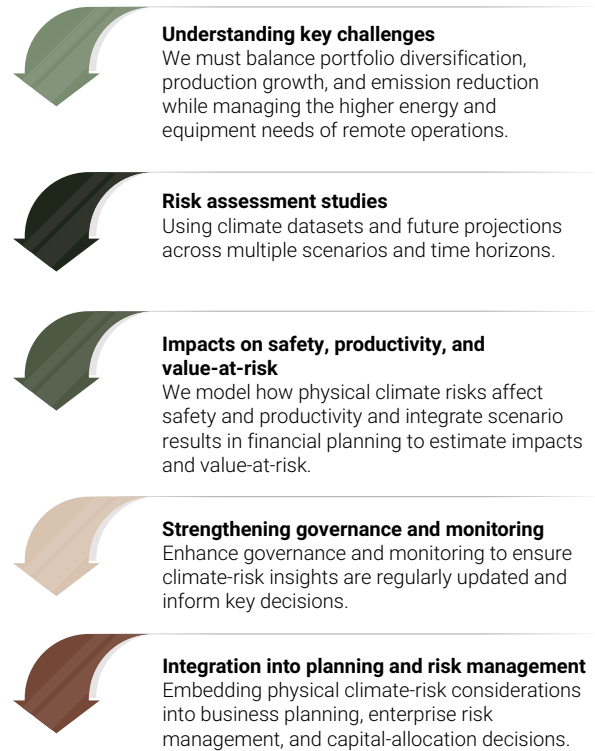 Understanding key challenges
We must balance portfolio diversification,
production growth, and emission reduction
while managing the higher energy and
equipment needs of remote operations.
Risk assessment studies
Using climate datasets and future projections
across multiple scenarios and time horizons.
Impacts on safety, productivity, and
value-at-risk
We model how physical climate risks affect
safety and productivity and integrate scenario
results in financial planning to estimate impacts
and value-at-risk.
Strengthening governance and monitoring
Enhance governance and monitoring to ensure
climate-risk insights are regularly updated and
inform key decisions.
Integration into planning and risk management
Embedding physical climate-risk considerations
into business planning, enterprise risk
management, and capital-allocation decisions.